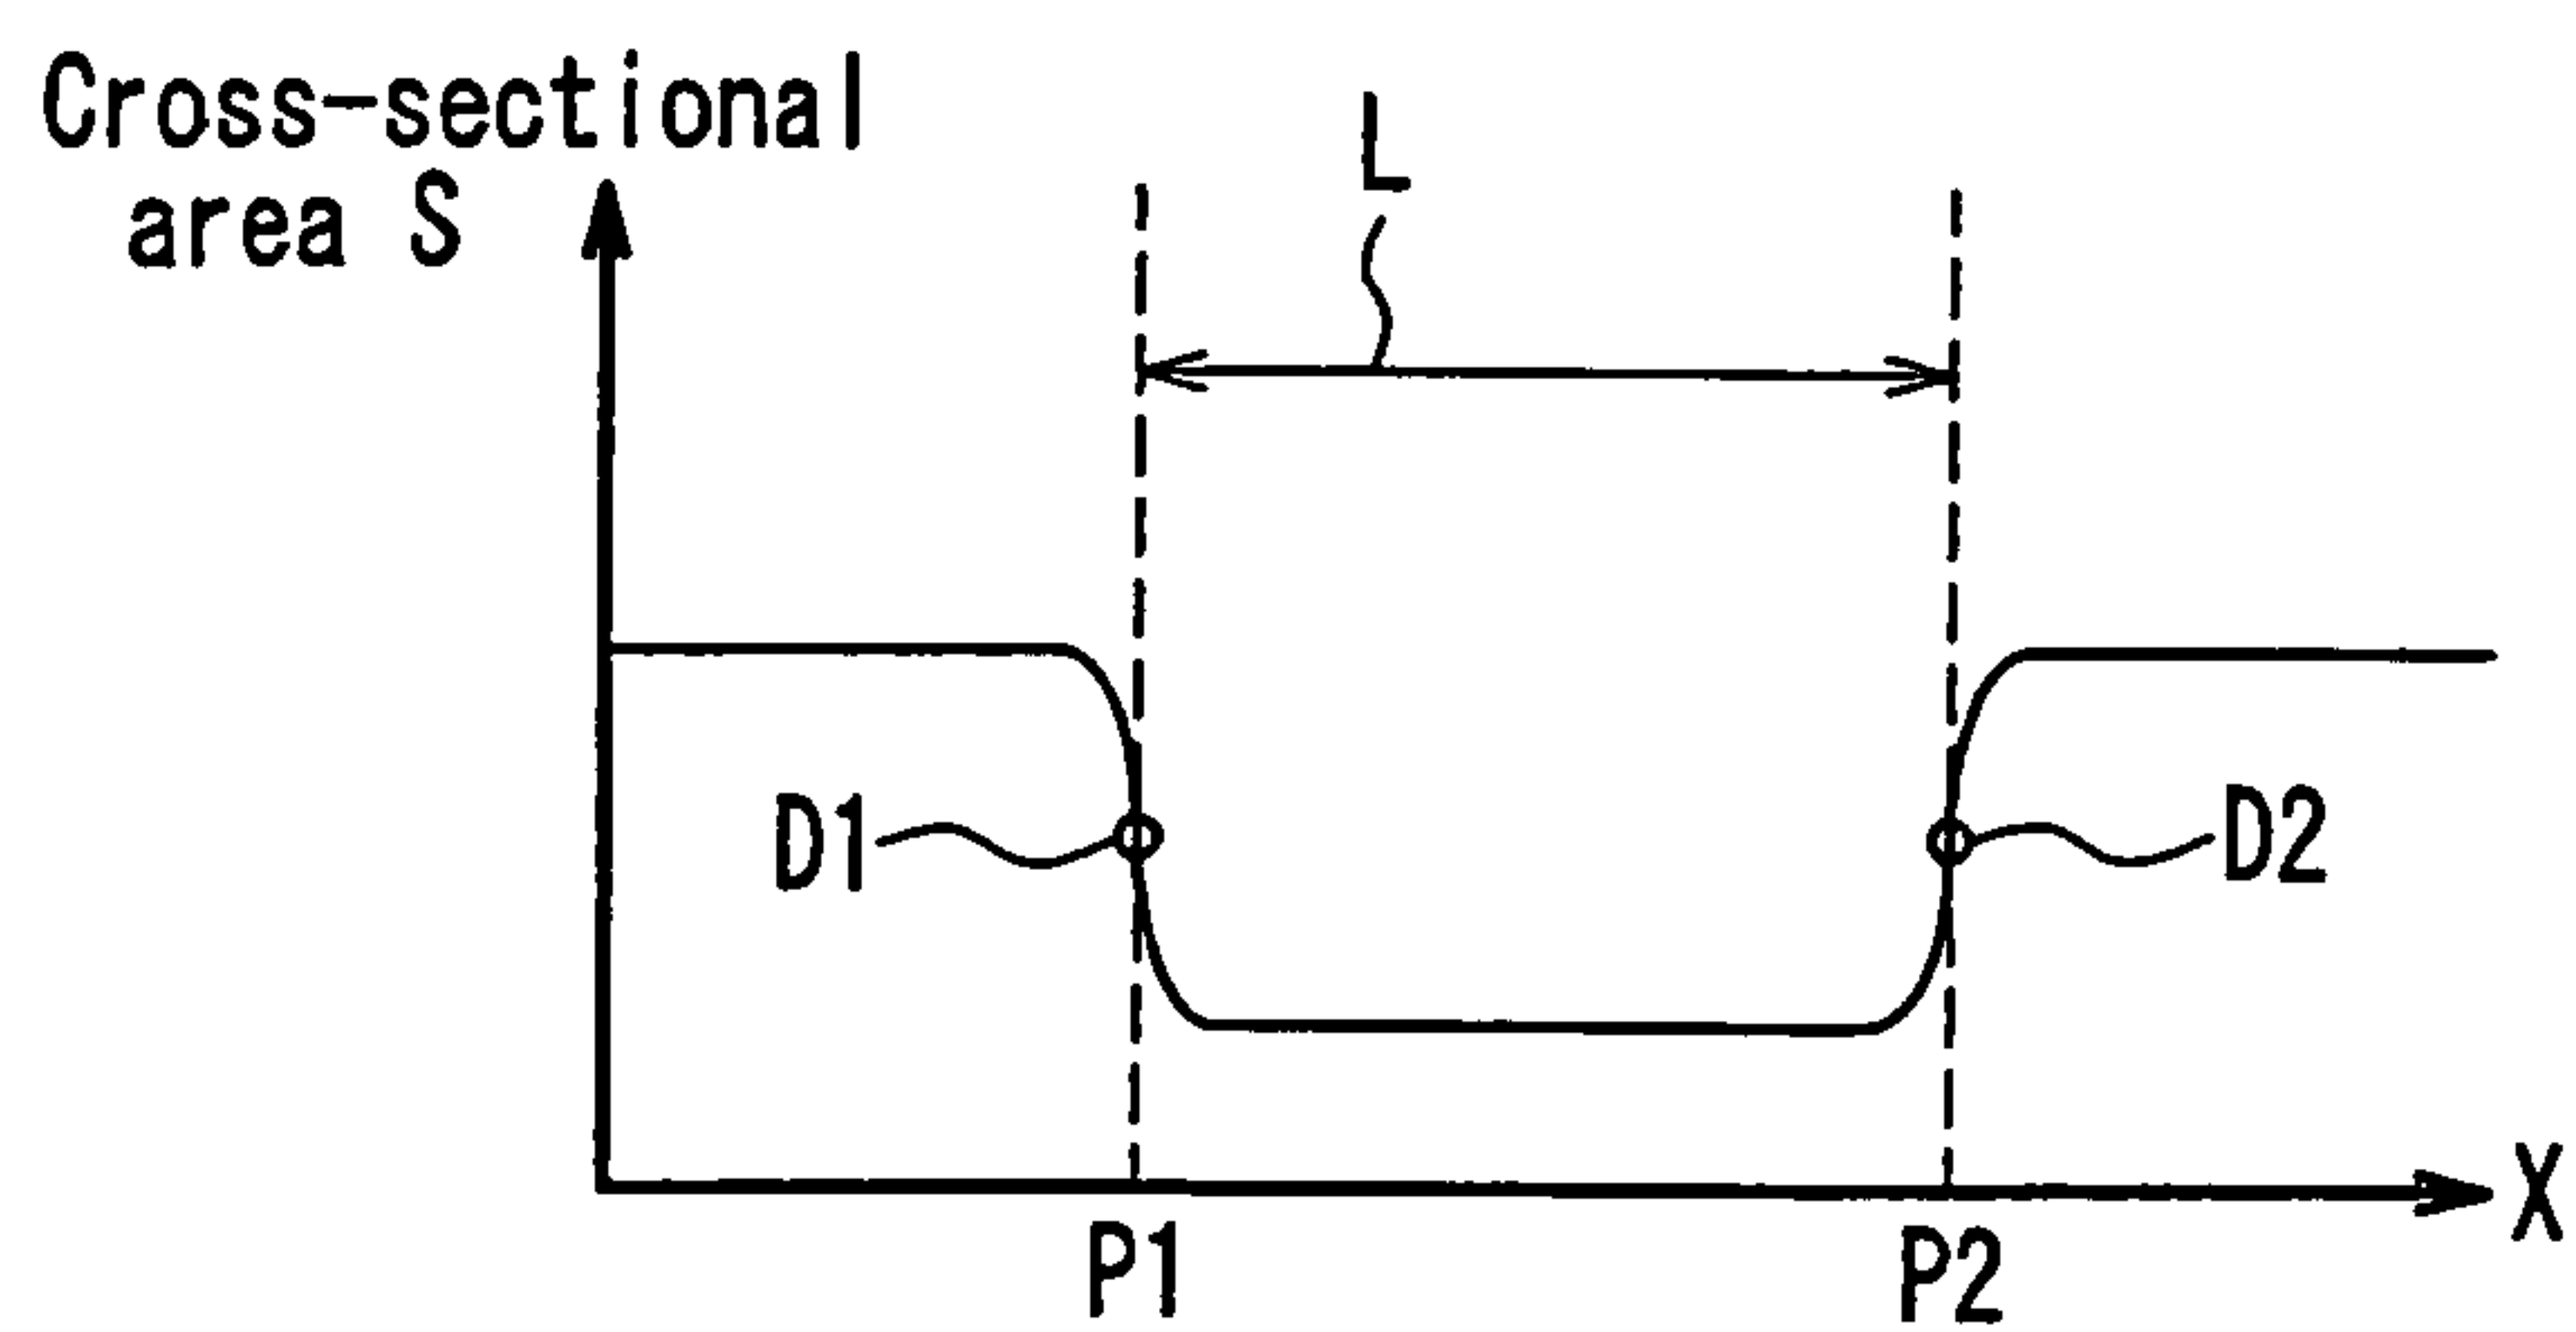 Cross-sectional
area S
L
D1
D2
X
P1
P2